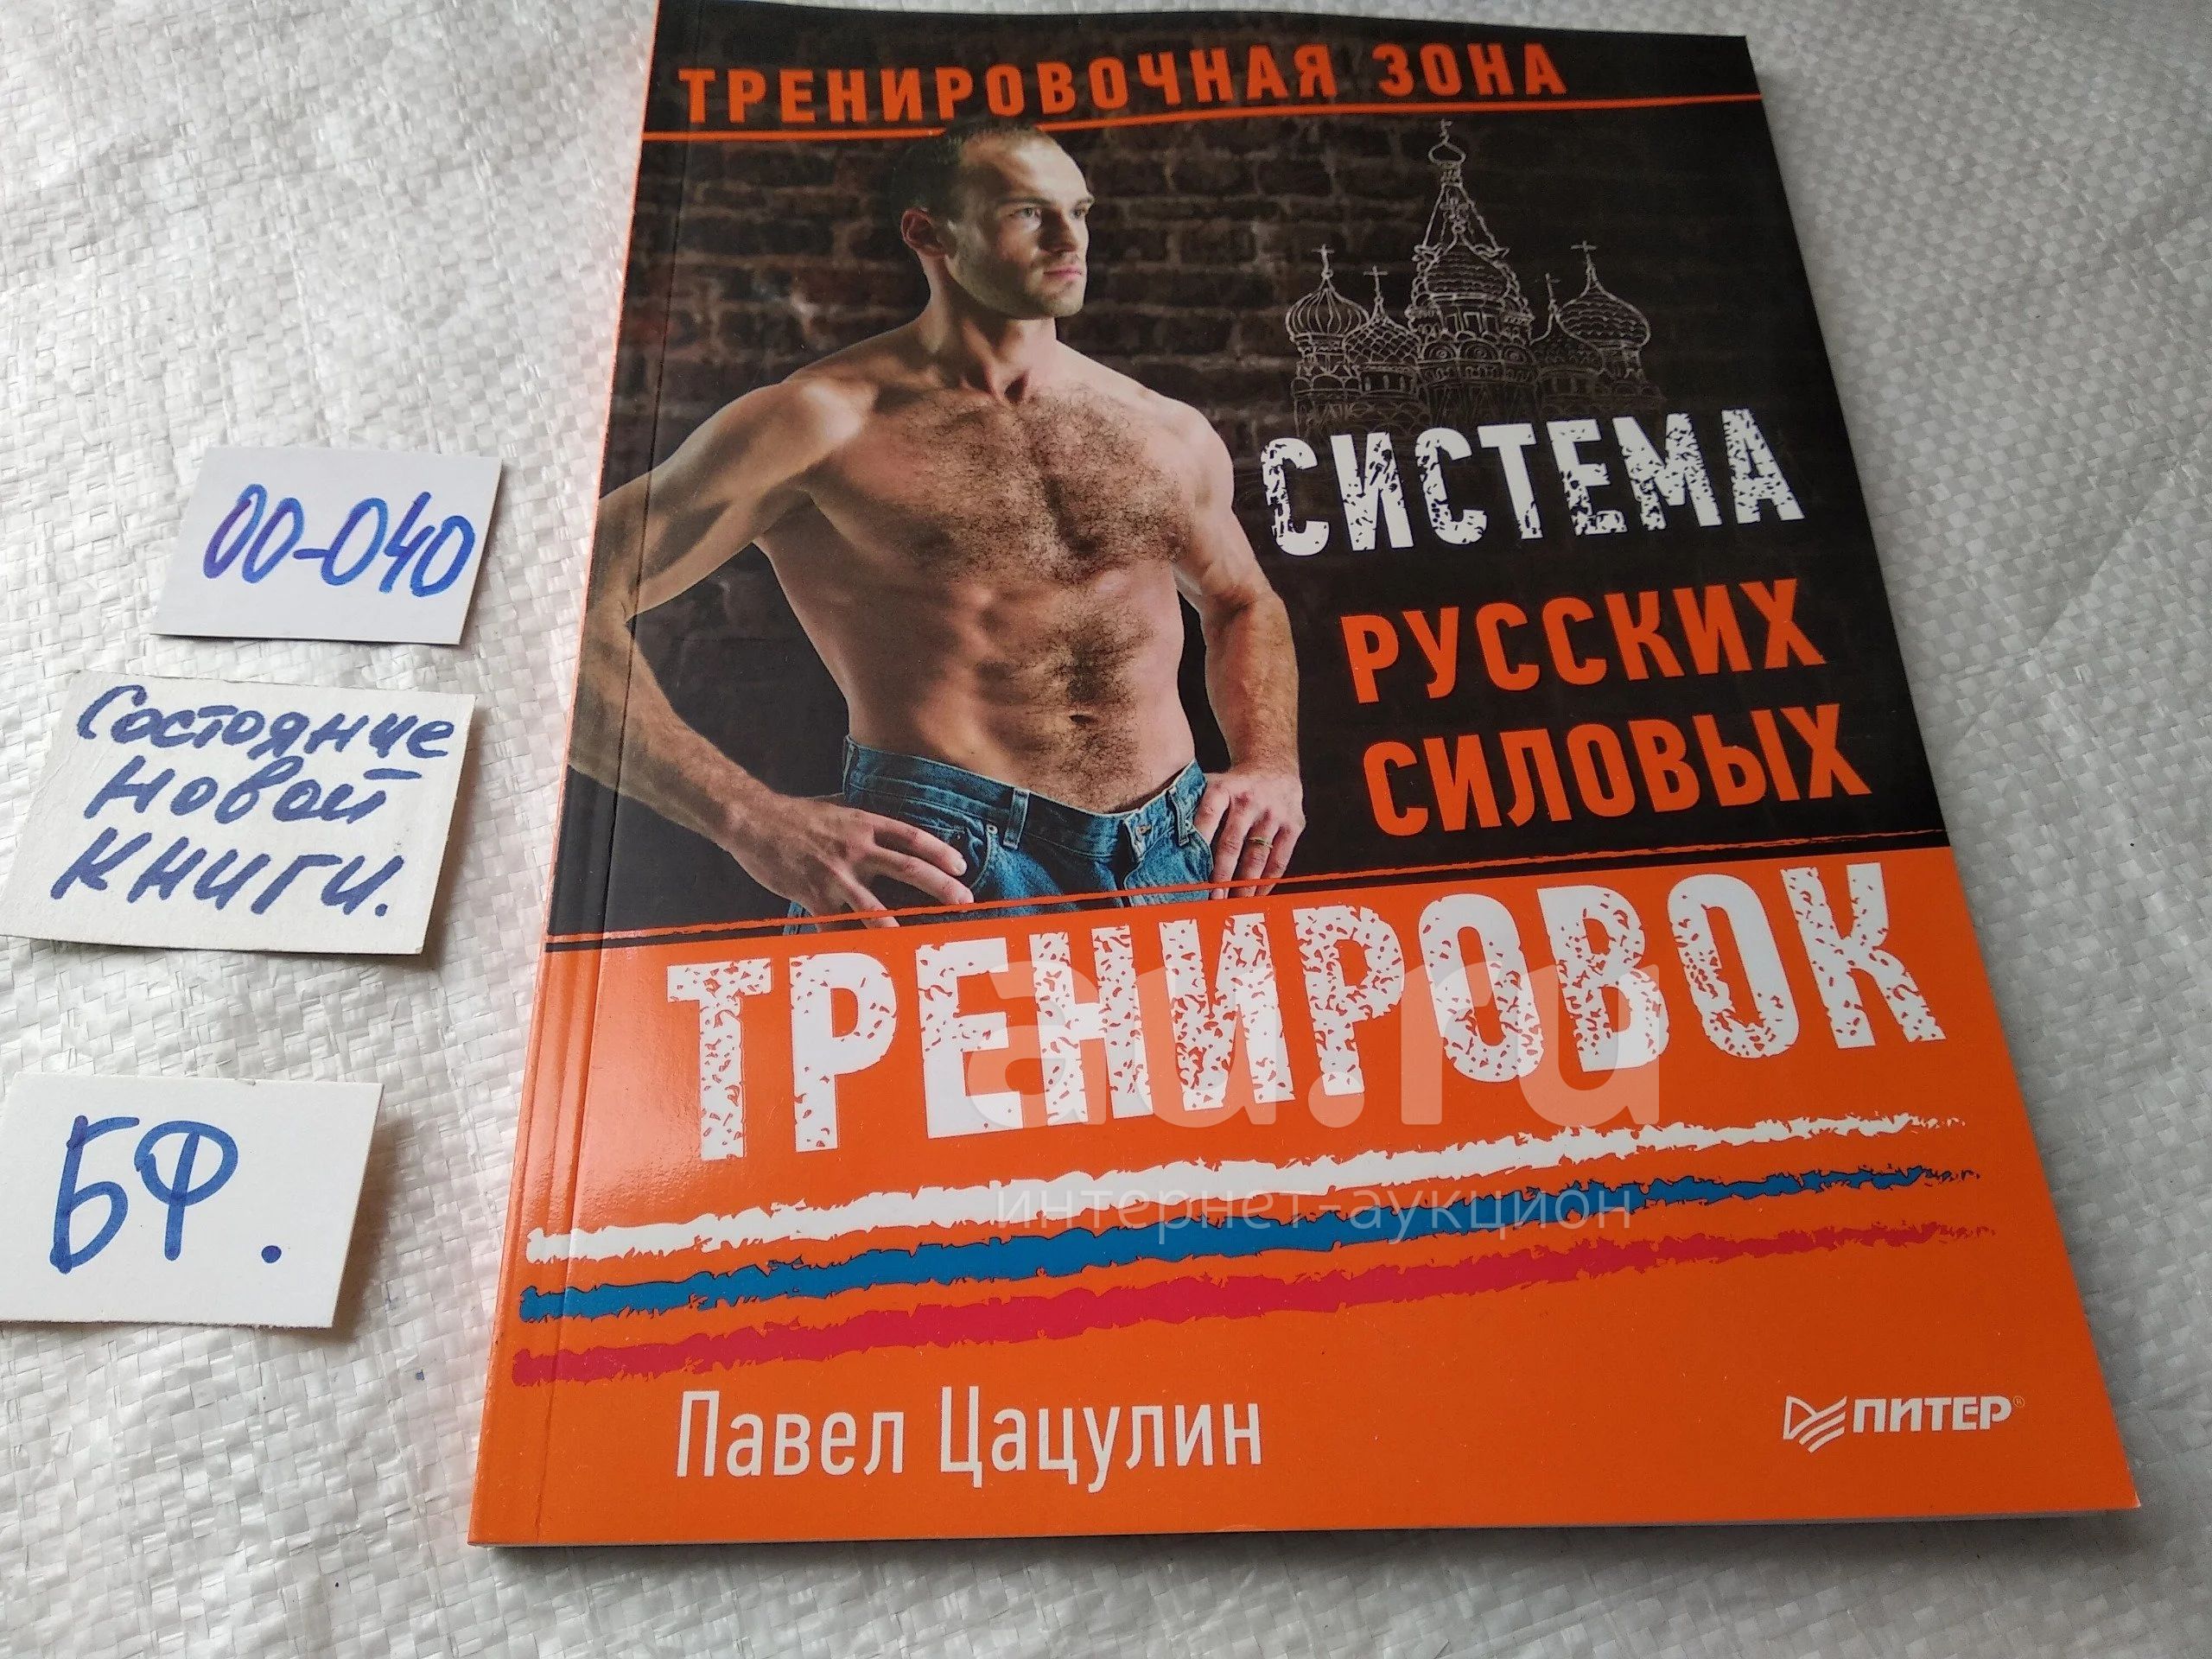 ТРЕНИРОВОЧНАЯ ЗОНА
СИСТЕМА
РУССКИХ
СИЛОВЫХ
ТРЕНИРОВОК
Павел Цацулин
ПИТЕР®
00-040
Состояние
новой
книги.
БФ.
au.ru
интернет-аукцион